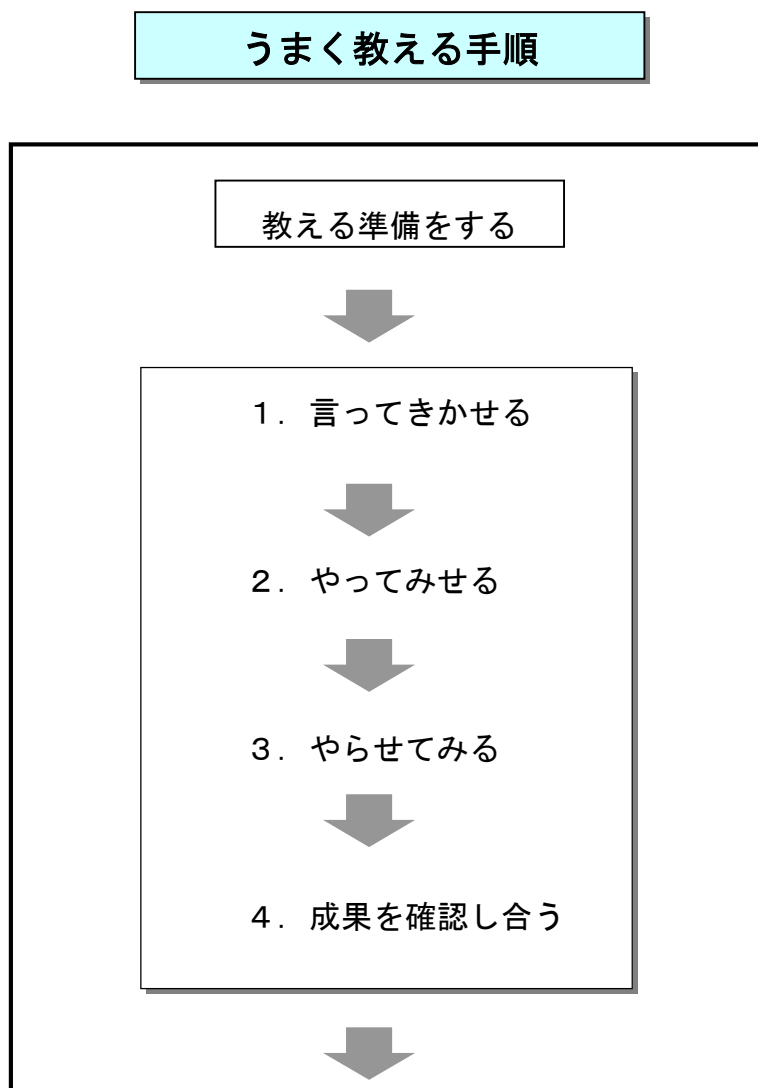 うまく教える手順
教える準備をする
１．言ってきかせる
２．やってみせる
３．やらせてみる
４．成果を確認し合う